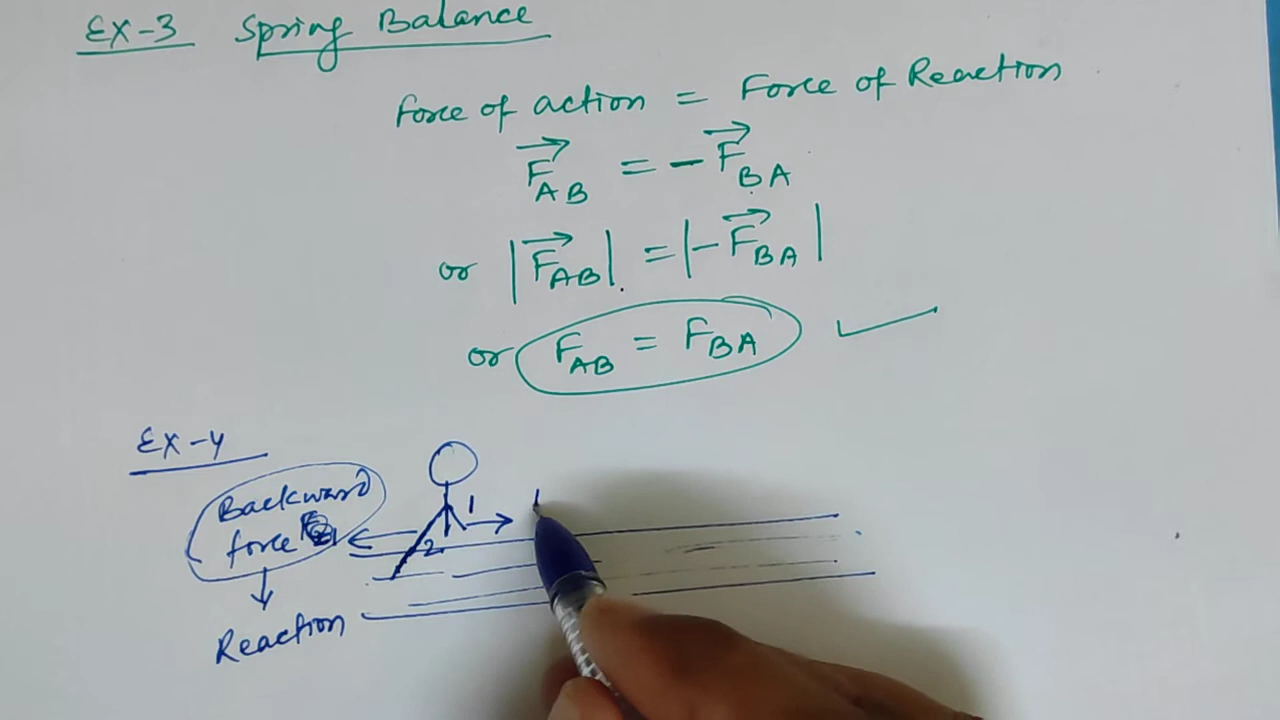 EX-3 Spring Balance
Force of action = Force of Reaction
F⃗AB = -F⃗BA
or |F⃗AB| = |-F⃗BA|
or FAB = FBA
EX-4
Backward
force
1
2
Reaction